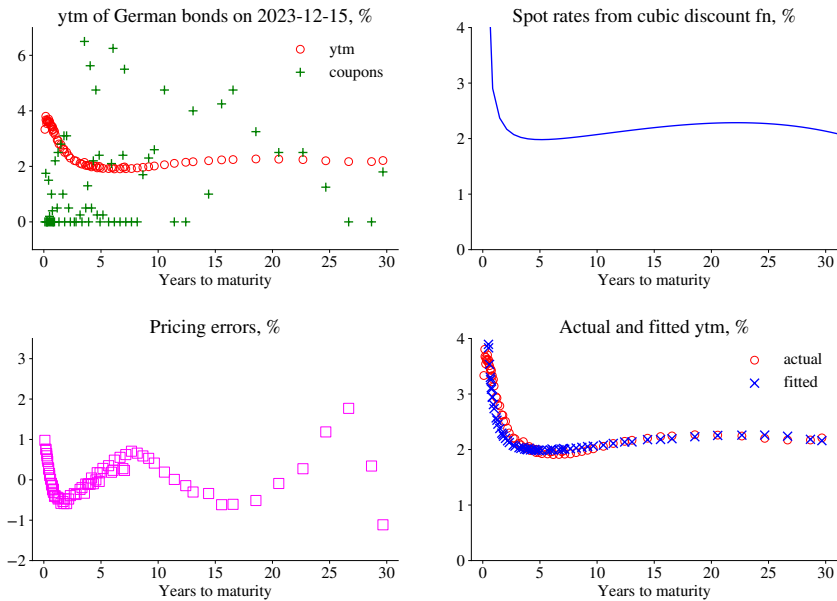 ytm of German bonds on 2023-12-15, %
ytm
coupons
6
4
2
0
0 5 10 15 20 25 30
Years to maturity
Spot rates from cubic discount fn, %
4
3
2
1
0
0 5 10 15 20 25 30
Years to maturity
Pricing errors, %
3
2
1
0
−1
−2
0 5 10 15 20 25 30
Years to maturity
Actual and fitted ytm, %
actual
fitted
4
3
2
1
0
0 5 10 15 20 25 30
Years to maturity